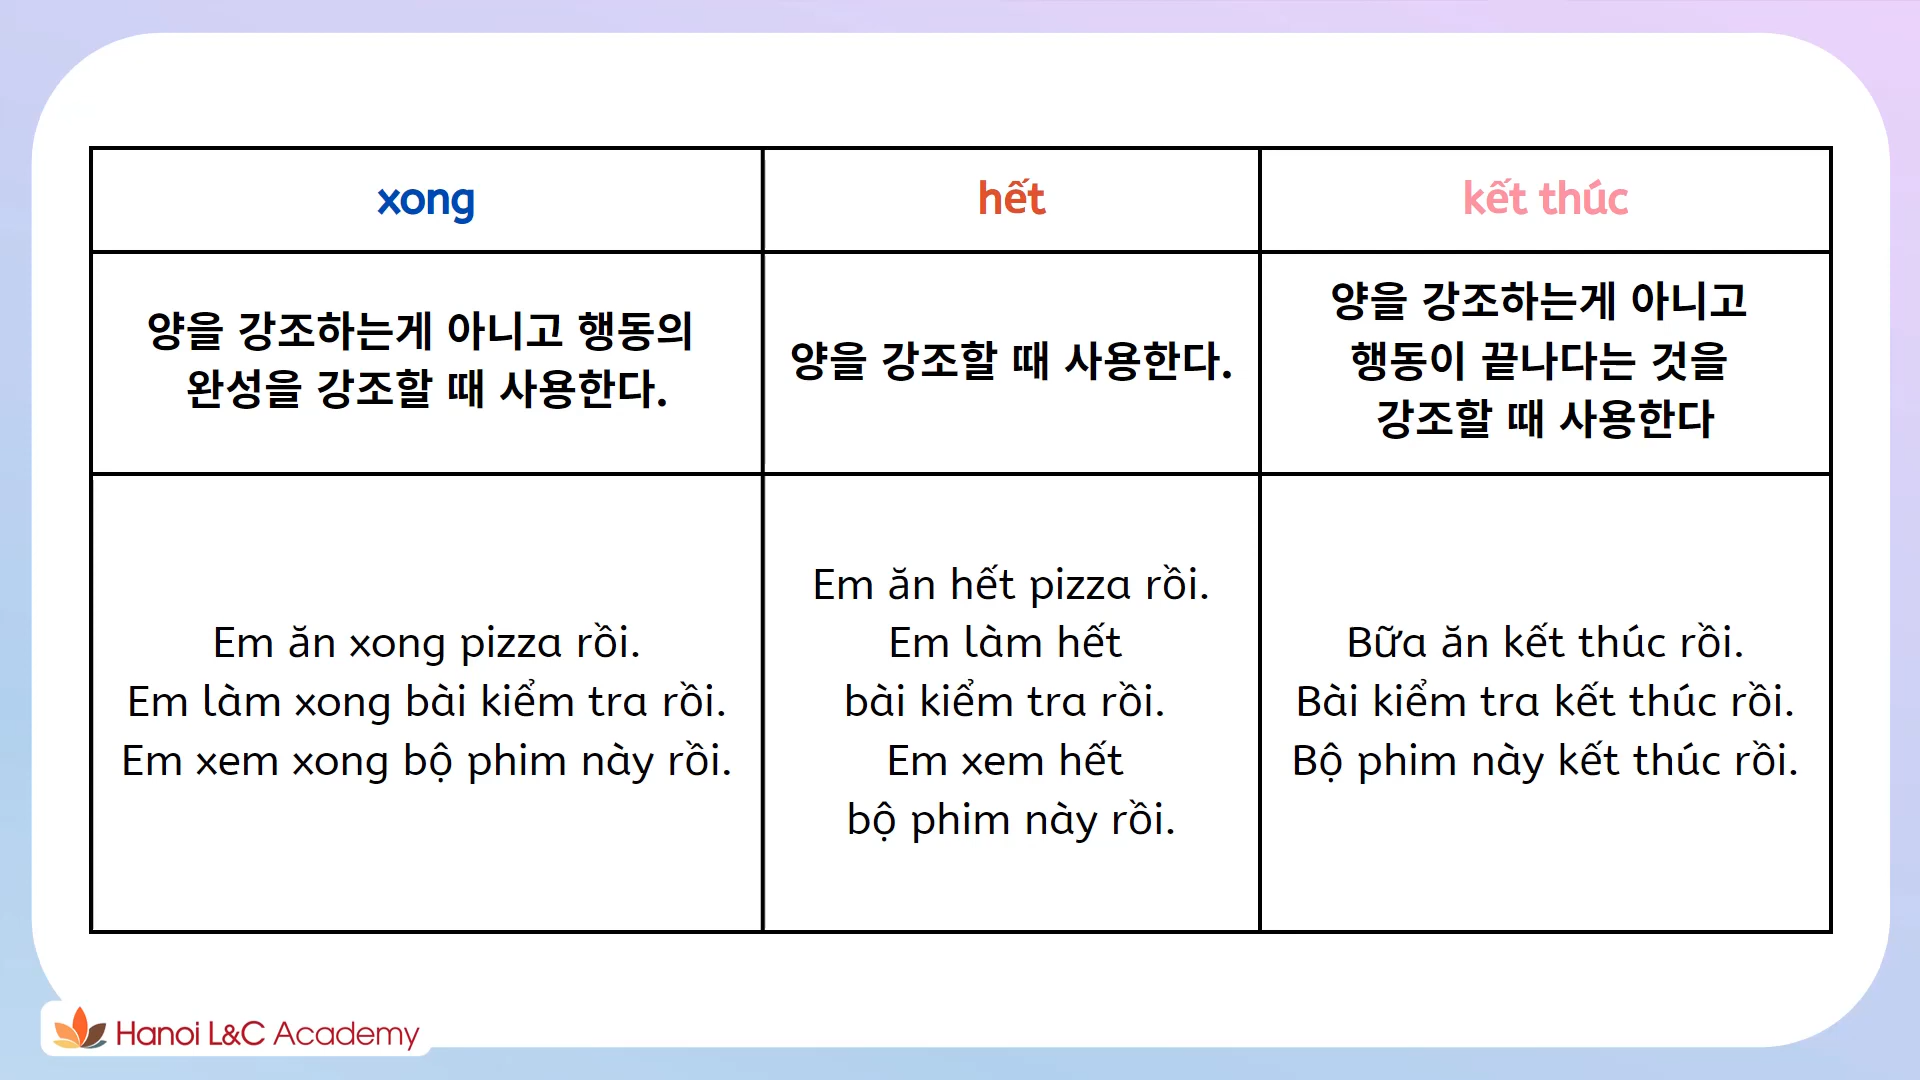 xong
hết
kết thúc
양을 강조하는게 아니고 행동의
완성을 강조할 때 사용한다.
양을 강조할 때 사용한다.
양을 강조하는게 아니고
행동이 끝나다는 것을
강조할 때 사용한다
Em ăn xong pizza rồi.
Em làm xong bài kiểm tra rồi.
Em xem xong bộ phim này rồi.
Em ăn hết pizza rồi.
Em làm hết
bài kiểm tra rồi.
Em xem hết
bộ phim này rồi.
Bữa ăn kết thúc rồi.
Bài kiểm tra kết thúc rồi.
Bộ phim này kết thúc rồi.
Hanoi L&C Academy